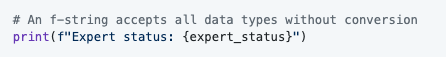 # An f-string accepts all data types without conversion
print(f"Expert status: {expert_status}")